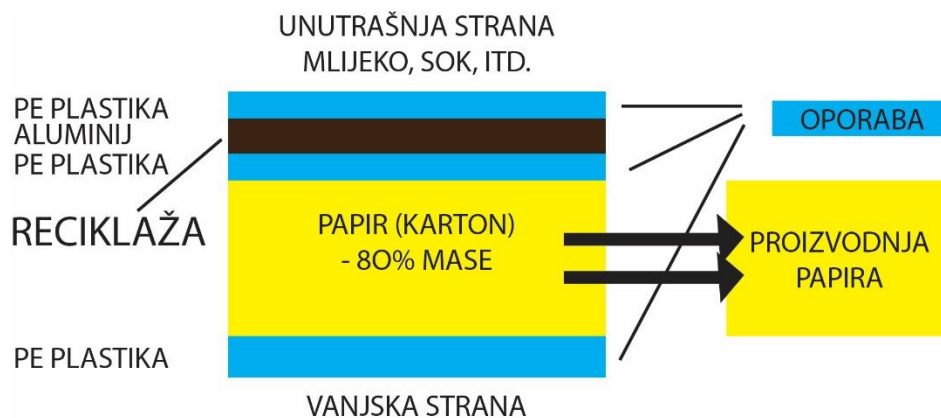 UNUTRAŠNJA STRANA
MLIJEKO, SOK, ITD.
PE PLASTIKA
ALUMINIJ
PE PLASTIKA
RECIKLAŽA
PAPIR (KARTON)
- 80% MASE
OPORABA
PROIZVODNJA
PAPIRA
PE PLASTIKA
VANJSKA STRANA